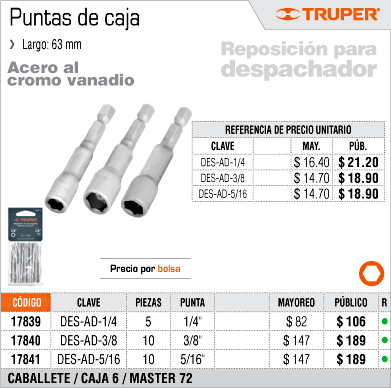 Puntas de caja
TRUPER
Largo: 63 mm
Reposición para
despachador
Acero al
cromo vanadio
REFERENCIA DE PRECIO UNITARIO
CLAVE MAY. PÚB.
DES-AD-1/4 $ 16.40 $ 21.20
DES-AD-3/8 $ 14.70 $ 18.90
DES-AD-5/16 $ 14.70 $ 18.90
Precio por bolsa
CÓDIGO CLAVE PIEZAS PUNTA MAYOREO PÚBLICO R
17839 DES-AD-1/4 5 1/4" $ 82 $ 106
17840 DES-AD-3/8 10 3/8" $ 147 $ 189
17841 DES-AD-5/16 10 5/16" $ 147 $ 189
CABALLETE / CAJA 6 / MASTER 72